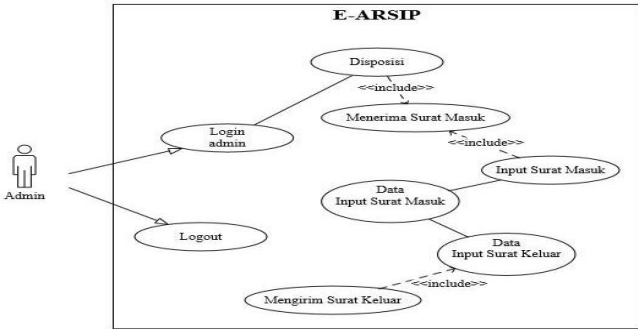 E-ARSIP
Disposisi
<<include>>
Menerima Surat Masuk
Login
admin
<<include>>
Input Surat Masuk
Admin
Data
Input Surat Masuk
Logout
Data
Input Surat Keluar
<<include>>
Mengirim Surat Keluar